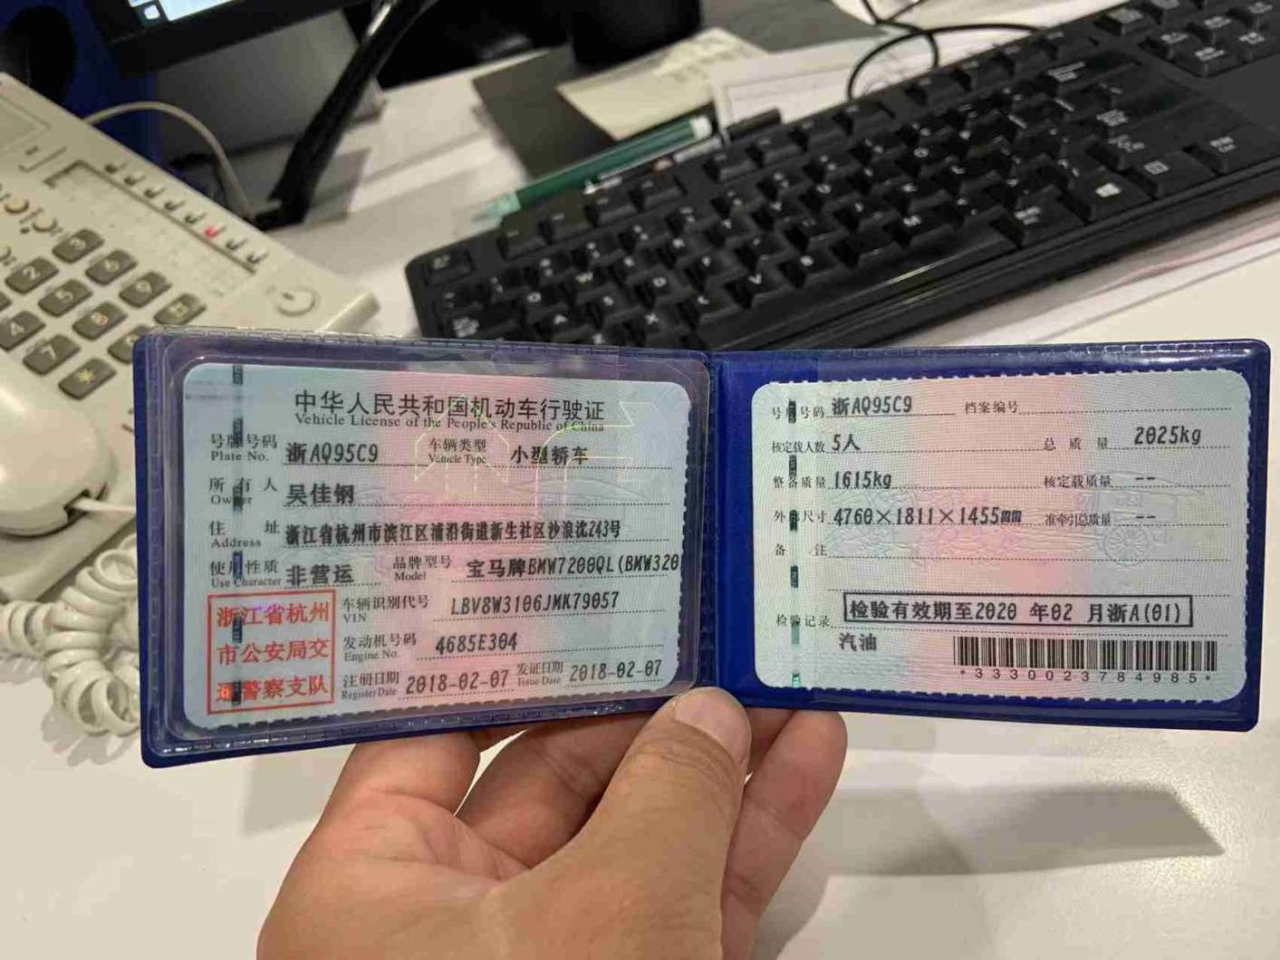 中华人民共和国机动车行驶证
Vehicle License of the People's Republic of China
号牌号码 浙AQ95C9 车辆类型 小型轿车
Plate No. Vehicle Type
所有人 吴佳钢
Owner
住址 浙江省杭州市滨江区浦沿街道新生社区沙浪沈243号
Address
使用性质 非营运 品牌型号 宝马牌BMW7200QL(BMW320
Use Character Model
浙江省杭州
市公安局交
通警察支队
车辆识别代号 LBV8W3106JMK79057
VIN
发动机号码 4685E304
Engine No.
注册日期 2018-02-07 发证日期 2018-02-07
Register Date Issue Date
号牌号码 浙AQ95C9 档案编号
核定载人数 5人 总质量 2025kg
整备质量 1615kg 核定载质量 --
外廓尺寸 4760×1811×1455mm 准牵引总质量 --
备注
检验记录 检验有效期至2020 年02 月浙A(01)
汽油
*3330023784985*